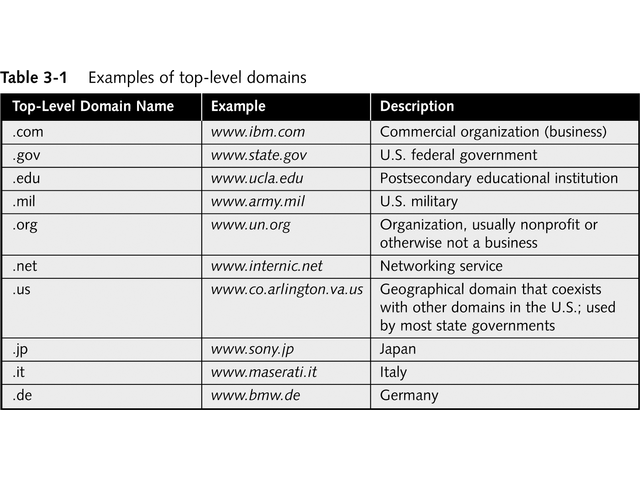 Table 3-1 Examples of top-level domains
Top-Level Domain Name Example Description
.com www.ibm.com Commercial organization (business)
.gov www.state.gov U.S. federal government
.edu www.ucla.edu Postsecondary educational institution
.mil www.army.mil U.S. military
.org www.un.org Organization, usually nonprofit or
otherwise not a business
.net www.internic.net Networking service
.us www.co.arlington.va.us Geographical domain that coexists
with other domains in the U.S.; used
by most state governments
.jp www.sony.jp Japan
.it www.maserati.it Italy
.de www.bmw.de Germany